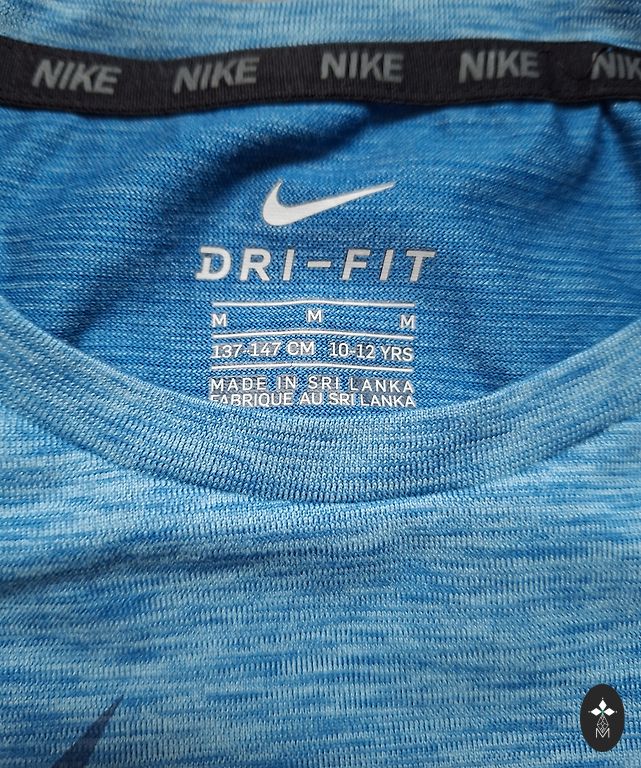 NIKE NIKE NIKE NIKE NIKE
DRI-FIT
M M M
137-147 CM 10-12 YRS
MADE IN SRI LANKA
FABRIQUE AU SRI LANKA